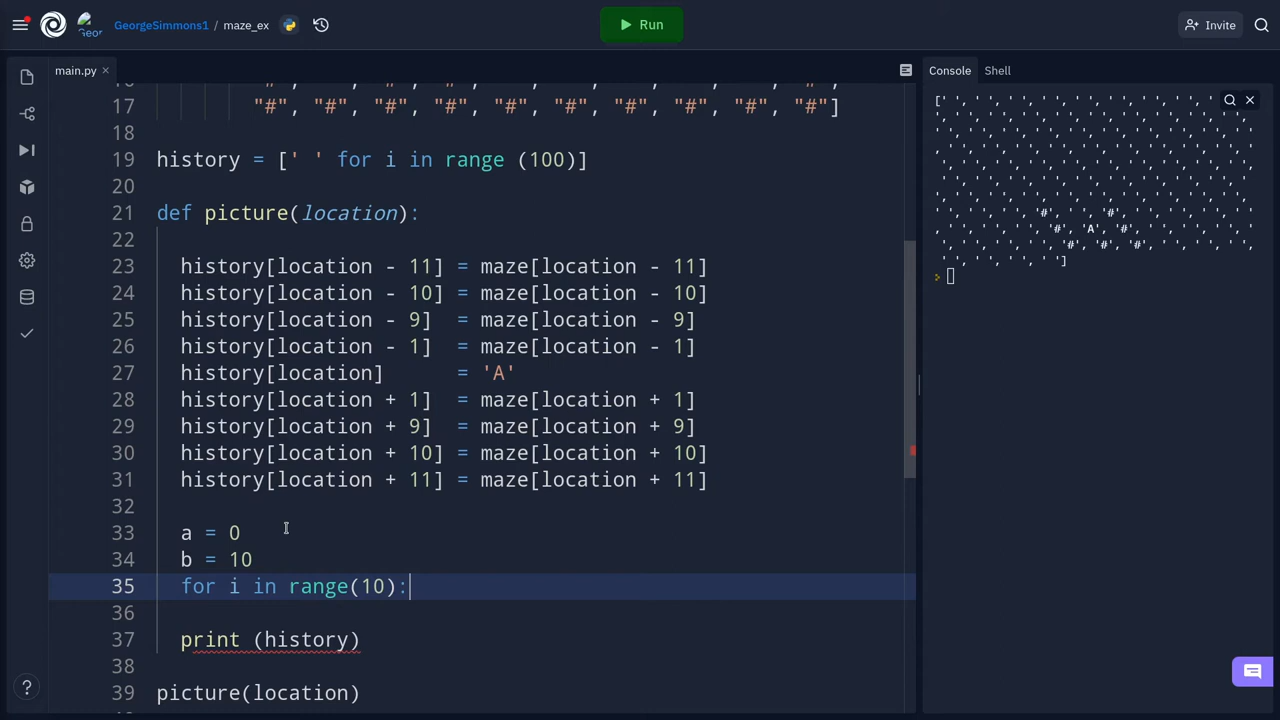 GeorgeSimmons1 / maze_ex
Run
Invite
main.py
Console
Shell
17 "#", "#", "#", "#", "#", "#", "#", "#", "#", "#"]
18
19 history = [' ' for i in range (100)]
20
21 def picture(location):
22
23 history[location - 11] = maze[location - 11]
24 history[location - 10] = maze[location - 10]
25 history[location - 9] = maze[location - 9]
26 history[location - 1] = maze[location - 1]
27 history[location] = 'A'
28 history[location + 1] = maze[location + 1]
29 history[location + 9] = maze[location + 9]
30 history[location + 10] = maze[location + 10]
31 history[location + 11] = maze[location + 11]
32
33 a = 0
34 b = 10
35 for i in range(10):
36
37 print (history)
38
39 picture(location)
' ', ' ', ' ', '#', ' ', '#', ' ', ' ', ' ', ' '
' ', ' ', ' ', '#', 'A', '#', ' ', ' ', ' ', ' '
' ', ' ', ' ', '#', '#', '#', ' ', ' ', ' ', ' '
' ', ' ', ' ', ' ']
?